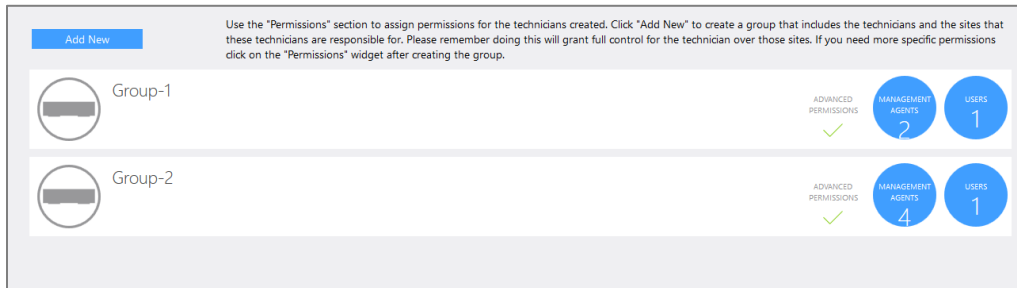 Add New
Use the "Permissions" section to assign permissions for the technicians created. Click "Add New" to create a group that includes the technicians and the sites that
these technicians are responsible for. Please remember doing this will grant full control for the technician over those sites. If you need more specific permissions
click on the "Permissions" widget after creating the group.
Group-1
ADVANCED
PERMISSIONS
MANAGEMENT
AGENTS
2
USERS
1
Group-2
ADVANCED
PERMISSIONS
MANAGEMENT
AGENTS
4
USERS
1